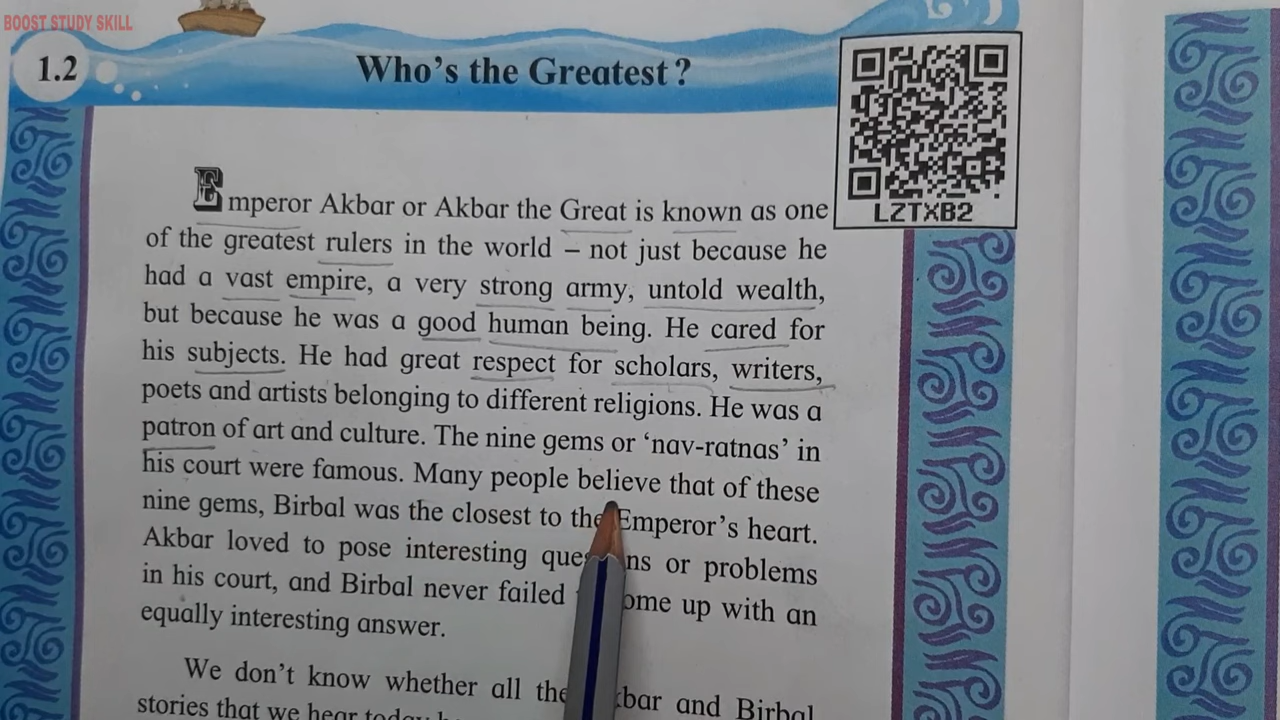 BOOST STUDY SKILL
1.2
Who's the Greatest ?
LZTXB2
Emperor Akbar or Akbar the Great is known as one
of the greatest rulers in the world – not just because he
had a vast empire, a very strong army, untold wealth,
but because he was a good human being. He cared for
his subjects. He had great respect for scholars, writers,
poets and artists belonging to different religions. He was a
patron of art and culture. The nine gems or 'nav-ratnas' in
his court were famous. Many people believe that of these
nine gems, Birbal was the closest to the Emperor's heart.
Akbar loved to pose interesting ques ns or problems
in his court, and Birbal never failed ome up with an
equally interesting answer.
We don't know whether all the kbar and Birbal
stories that we hear today